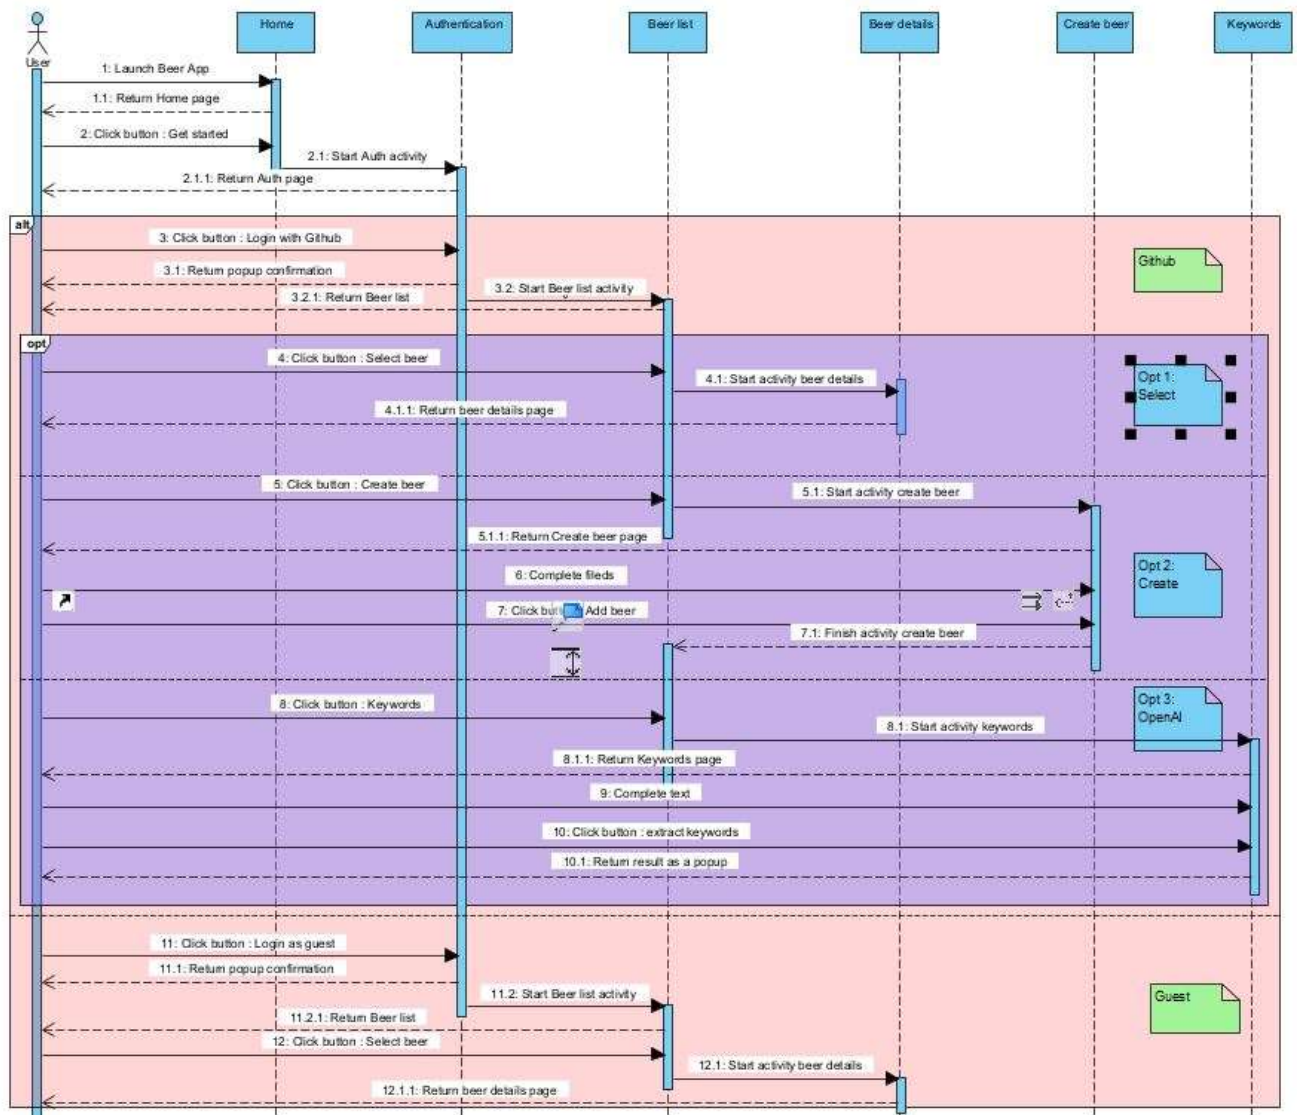 Home
Authentication
Beer list
Beer details
Create beer
Keywords
User
1: Launch Beer App
1.1: Return Home page
2: Click button : Get started
2.1: Start Auth activity
2.1.1: Return Auth page
alt
3: Click button : Login with Github
Github
3.1: Return popup confirmation
3.2: Start Beer list activity
3.2.1: Return Beer list
opt
4: Click button : Select beer
4.1: Start activity beer details
Opt 1:
Select
4.1.1: Return beer details page
5: Click button : Create beer
5.1: Start activity create beer
5.1.1: Return Create beer page
Opt 2:
Create
6: Complete fileds
7: Click Add beer
7.1: Finish activity create beer
8: Click button : Keywords
Opt 3:
OpenAI
8.1: Start activity keywords
8.1.1: Return Keywords page
9: Complete text
10: Click button : extract keywords
10.1: Return result as a popup
11: Click button : Login as guest
11.1: Return popup confirmation
11.2: Start Beer list activity
Guest
11.2.1: Return Beer list
12: Click button : Select beer
12.1: Start activity beer details
12.1.1: Return beer details page